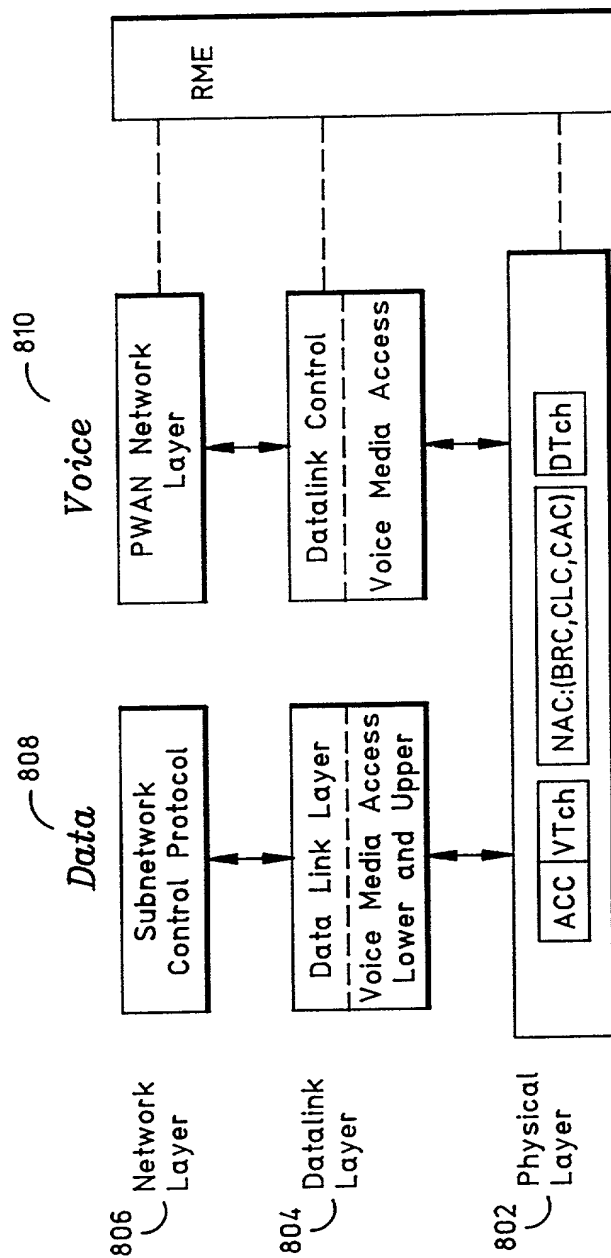 Data
808
Voice
810
806
Network
Layer
Subnetwork
Control Protocol
PWAN Network
Layer
RME
804
Datalink
Layer
Data Link Layer
Voice Media Access
Lower and Upper
Datalink Control
Voice Media Access
802
Physical
Layer
ACC
VTch
NAC:(BRC,CLC,CAC)
DTch